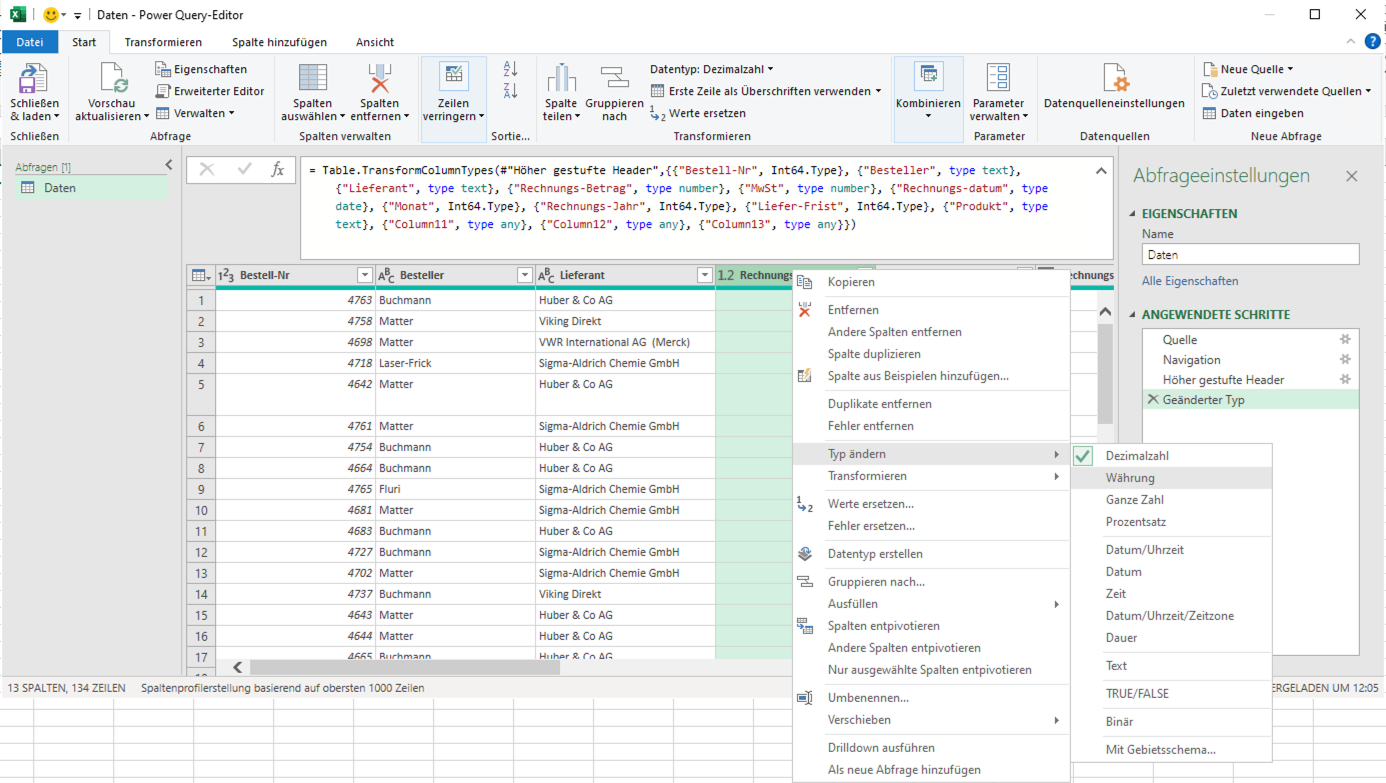 Daten - Power Query-Editor
Datei Start Transformieren Spalte hinzufügen Ansicht
Schließen & laden
Vorschau aktualisieren
Eigenschaften
Erweiterter Editor
Verwalten
Spalten auswählen
Spalten entfernen
Zeilen verringern
Spalte teilen
Gruppieren nach
Datentyp: Dezimalzahl
Erste Zeile als Überschriften verwenden
Werte ersetzen
Kombinieren
Parameter verwalten
Datenquelleneinstellungen
Neue Quelle
Zuletzt verwendete Quellen
Daten eingeben
Schließen Abfrage Spalten verwalten Sortie... Transformieren Parameter Datenquellen Neue Abfrage
Abfragen [1]
Daten
= Table.TransformColumnTypes(#"Höher gestufte Header",{{"Bestell-Nr", Int64.Type}, {"Besteller", type text},
{"Lieferant", type text}, {"Rechnungs-Betrag", type number}, {"MwSt", type number}, {"Rechnungs-datum", type
date}, {"Monat", Int64.Type}, {"Rechnungs-Jahr", Int64.Type}, {"Liefer-Frist", Int64.Type}, {"Produkt", type
text}, {"Column11", type any}, {"Column12", type any}, {"Column13", type any}})
Bestell-Nr Besteller Lieferant 1.2 Rechnungs
1 4763 Buchmann Huber & Co AG
2 4758 Matter Viking Direkt
3 4698 Matter VWR International AG (Merck)
4 4718 Laser-Frick Sigma-Aldrich Chemie GmbH
5 4642 Matter Huber & Co AG
6 4761 Matter Sigma-Aldrich Chemie GmbH
7 4754 Buchmann Huber & Co AG
8 4664 Buchmann Huber & Co AG
9 4765 Fluri Sigma-Aldrich Chemie GmbH
10 4681 Matter Sigma-Aldrich Chemie GmbH
11 4683 Buchmann Huber & Co AG
12 4727 Buchmann Sigma-Aldrich Chemie GmbH
13 4702 Matter Sigma-Aldrich Chemie GmbH
14 4737 Buchmann Viking Direkt
15 4643 Matter Huber & Co AG
16 4644 Matter Huber & Co AG
17 4665 Buchmann Huber & Co AG
Kopieren
Entfernen
Andere Spalten entfernen
Spalte duplizieren
Spalte aus Beispielen hinzufügen...
Duplikate entfernen
Fehler entfernen
Typ ändern
Transformieren
Werte ersetzen...
Fehler ersetzen...
Datentyp erstellen
Gruppieren nach...
Ausfüllen
Spalten entpivotieren
Andere Spalten entpivotieren
Nur ausgewählte Spalten entpivotieren
Umbenennen...
Verschieben
Drilldown ausführen
Als neue Abfrage hinzufügen
Dezimalzahl
Währung
Ganze Zahl
Prozentsatz
Datum/Uhrzeit
Datum
Zeit
Datum/Uhrzeit/Zeitzone
Dauer
Text
TRUE/FALSE
Binär
Mit Gebietsschema...
Abfrageeinstellungen
EIGENSCHAFTEN
Name
Daten
Alle Eigenschaften
ANGEWENDETE SCHRITTE
Quelle
Navigation
Höher gestufte Header
Geänderter Typ
13 SPALTEN, 134 ZEILEN Spaltenprofilerstellung basierend auf obersten 1000 Zeilen
ERGELADEN UM 12:05